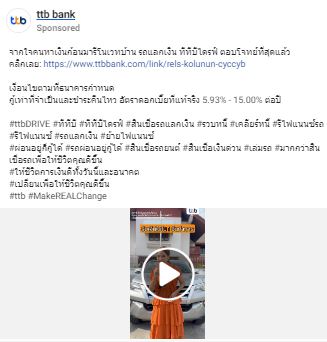 ttb bank
Sponsored
จากใจคนหาเงินก้อนมารีโนเวทบ้าน รถแลกเงิน ทีทีบีไดรฟ์ ตอบโจทย์ที่สุดแล้ว
คลิกเลย: https://www.ttbbank.com/link/rels-kolunun-cyccyb
เงื่อนไขตามที่ธนาคารกำหนด
กู้เท่าที่จำเป็นและชำระคืนไหว อัตราดอกเบี้ยที่แท้จริง 5.93% - 15.00% ต่อปี
#ttbDRIVE #ทีทีบี #ทีทีบีไดรฟ์ #สินเชื่อรถแลกเงิน #รวบหนี้ #เคลียร์หนี้ #รีไฟแนนซ์รถ
#รีไฟแนนซ์ #รถแลกเงิน #ย้ายไฟแนนซ์
#ผ่อนอยู่ก็กู้ได้ #รถผ่อนอยู่กู้ได้ #สินเชื่อรถยนต์ #สินเชื่อเงินด่วน #เล่มรถ #มากกว่าสิน
เชื่อรถเพื่อให้ชีวิตคุณดีขึ้น
#ให้ชีวิตการเงินดีทั้งวันนี้และอนาคต
#เปลี่ยนเพื่อให้ชีวิตคุณดีขึ้น
#ttb #MakeREALChange
ttb